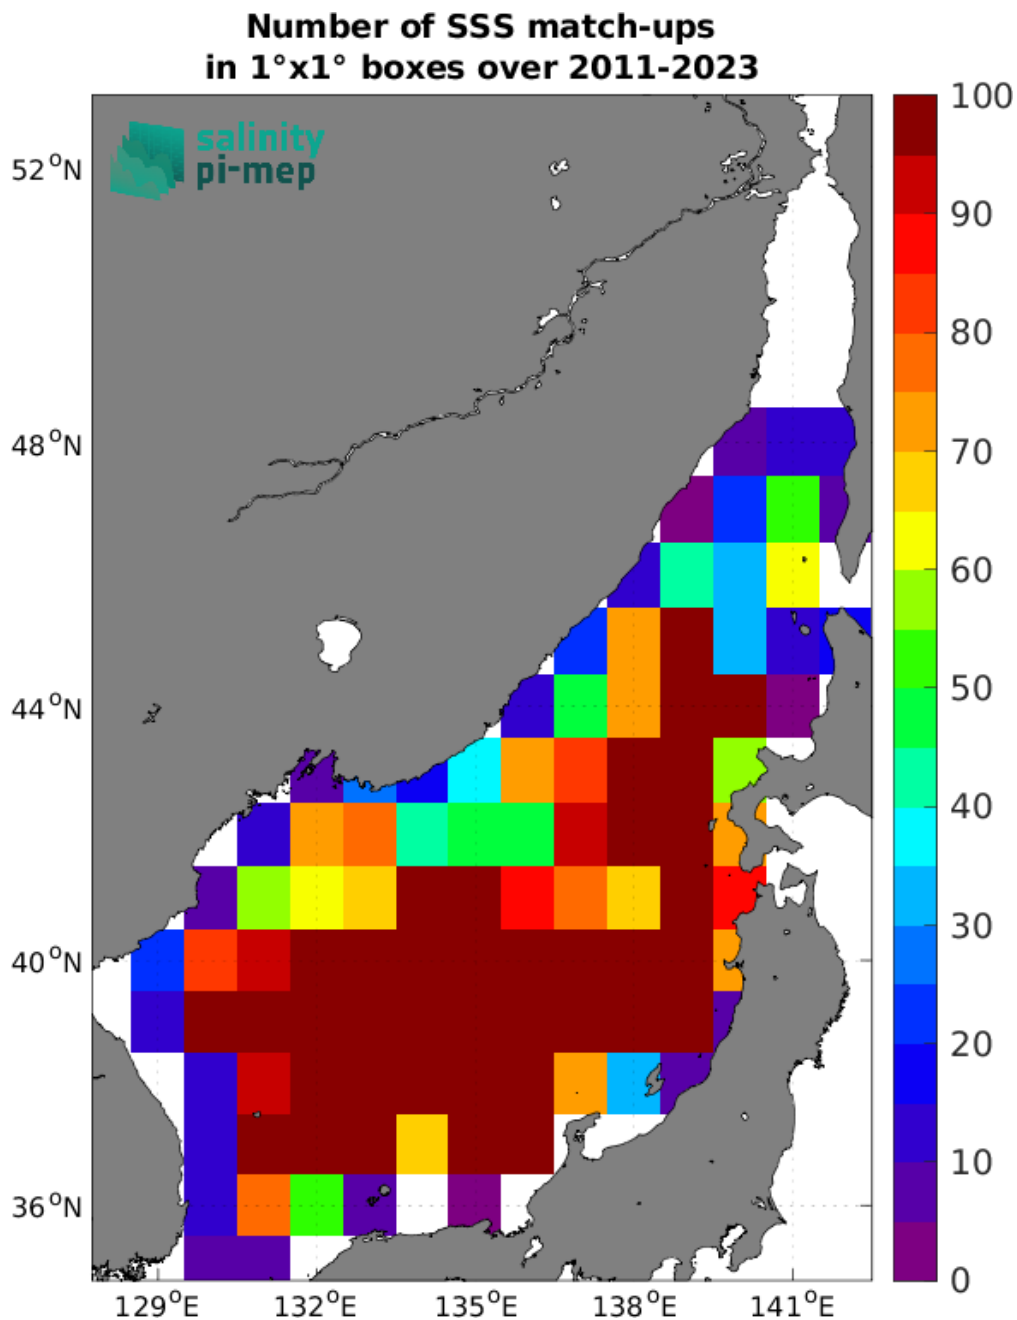 Number of SSS match-ups
in 1°x1° boxes over 2011-2023
salinity
pi-mep
52°N
48°N
44°N
40°N
36°N
129°E
132°E
135°E
138°E
141°E
100
90
80
70
60
50
40
30
20
10
0